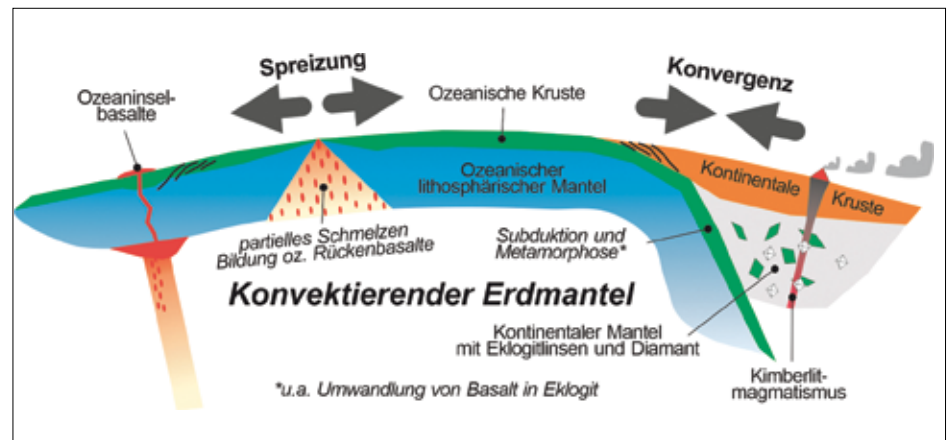 Spreizung
Konvergenz
Ozeaninsel-
basalte
Ozeanische Kruste
Ozeanischer
lithosphärischer Mantel
Kontinentale
Kruste
partielles Schmelzen
Bildung oz. Rückenbasalte
Subduktion und
Metamorphose*
Konvektierender Erdmantel
Kontinentaler Mantel
mit Eklogitlinsen und Diamant
Kimberlit-
magmatismus
*u.a. Umwandlung von Basalt in Eklogit